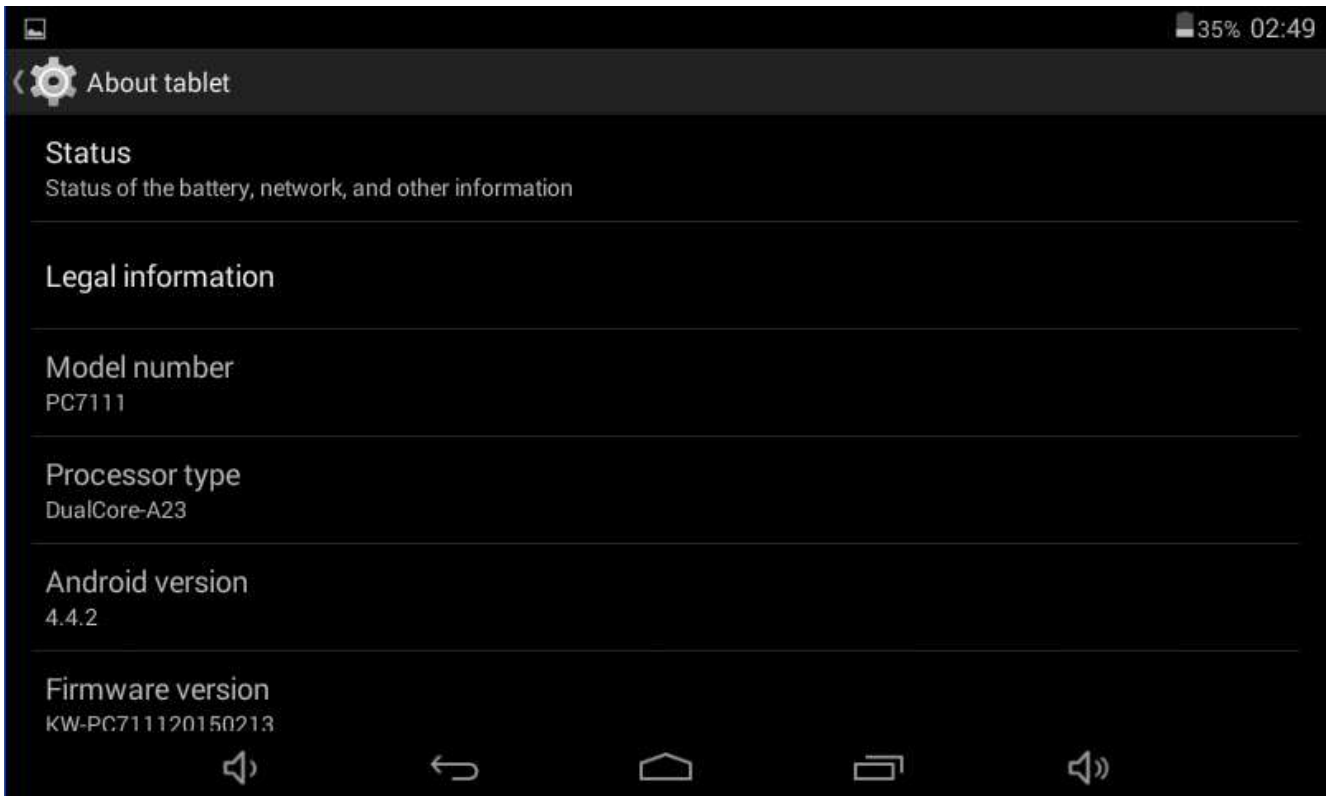 35% 02:49
About tablet
Status
Status of the battery, network, and other information
Legal information
Model number
PC7111
Processor type
DualCore-A23
Android version
4.4.2
Firmware version
KW-PC711120150213